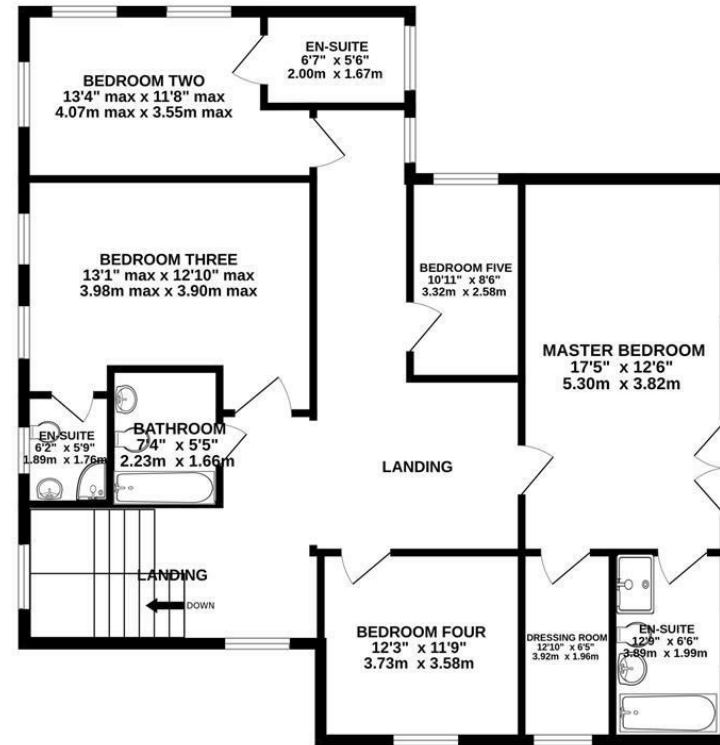 EN-SUITE
6'7" x 5'6"
2.00m x 1.67m
BEDROOM TWO
13'4" max x 11'8" max
4.07m max x 3.55m max
BEDROOM THREE
13'1" max x 12'10" max
3.98m max x 3.90m max
BEDROOM FIVE
10'11" x 8'6"
3.32m x 2.58m
MASTER BEDROOM
17'5" x 12'6"
5.30m x 3.82m
EN-SUITE
6'2" x 5'9"
1.89m x 1.76m
BATHROOM
7'4" x 5'5"
2.23m x 1.66m
LANDING
LANDING
DOWN
BEDROOM FOUR
12'3" x 11'9"
3.73m x 3.58m
DRESSING ROOM
12'10" x 6'5"
3.92m x 1.96m
EN-SUITE
12'9" x 6'6"
3.89m x 1.99m